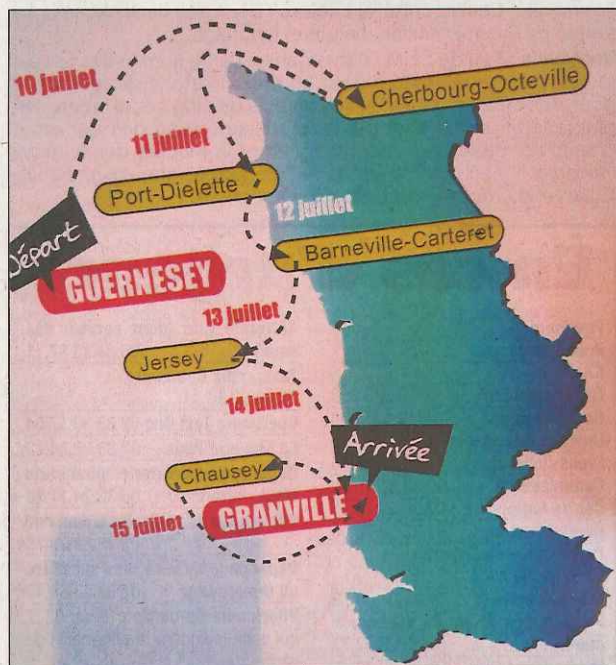 10 juillet
Cherbourg-Octeville
11 juillet
Port-Dielette
12 juillet
Départ
Barneville-Carteret
GUERNESEY
13 juillet
Jersey
14 juillet
Arrivée
Chausey
GRANVILLE
15 juillet